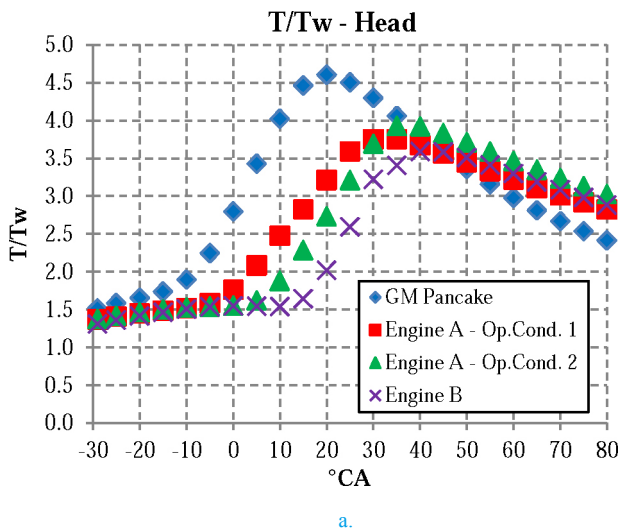 T/Tw - Head
5.0
4.5
4.0
3.5
3.0
2.5
2.0
1.5
1.0
0.5
0.0
T/Tw
GM Pancake
Engine A - Op.Cond. 1
Engine A - Op.Cond. 2
Engine B
-30 -20 -10 0 10 20 30 40 50 60 70 80
°CA
a.